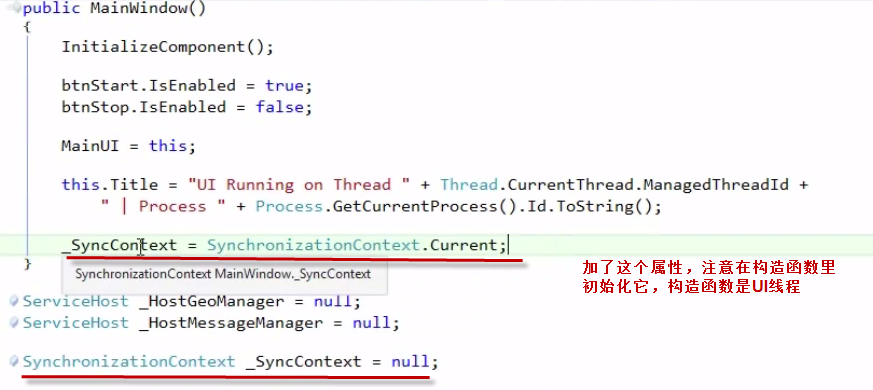 public MainWindow()
{
InitializeComponent();
btnStart.IsEnabled = true;
btnStop.IsEnabled = false;
MainUI = this;
this.Title = "UI Running on Thread " + Thread.CurrentThread.ManagedThreadId +
" | Process " + Process.GetCurrentProcess().Id.ToString();
_SyncContext = SynchronizationContext.Current;
}
SynchronizationContext MainWindow._SyncContext
加了这个属性，注意在构造函数里
初始化它，构造函数是UI线程
ServiceHost _HostGeoManager = null;
ServiceHost _HostMessageManager = null;
SynchronizationContext _SyncContext = null;